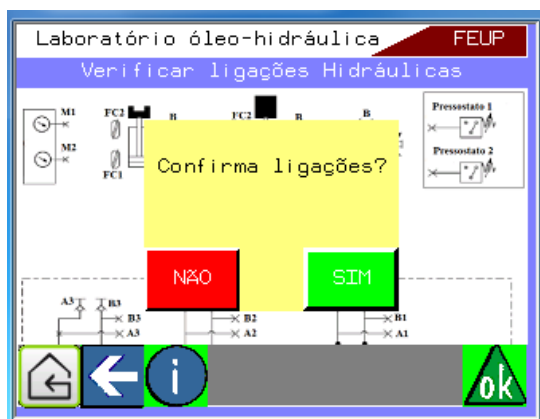 Laboratório óleo-hidráulica FEUP
Verificar ligações Hidráulicas
M1 FC2 B FC2 B B Pressostato 1
M2 Pressostato 2
FC1
Confirma ligações?
NÃO SIM
A3 B3
B3 B2 B1
A3 A2 A1
i ok